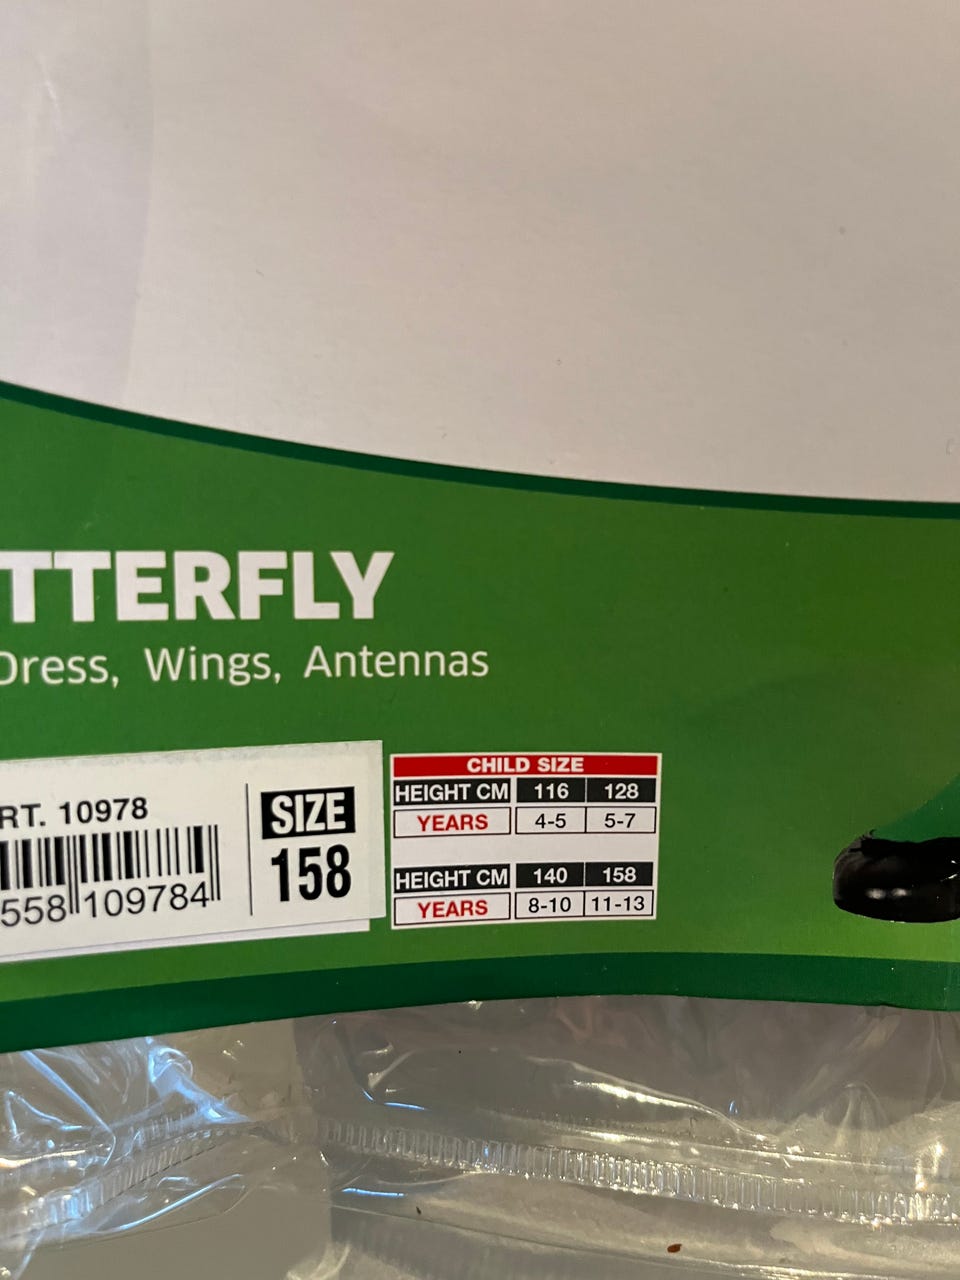 TTERFLY
Dress, Wings, Antennas
RT. 10978
558 109784
SIZE
158
CHILD SIZE
HEIGHT CM 116 128
YEARS 4-5 5-7
HEIGHT CM 140 158
YEARS 8-10 11-13